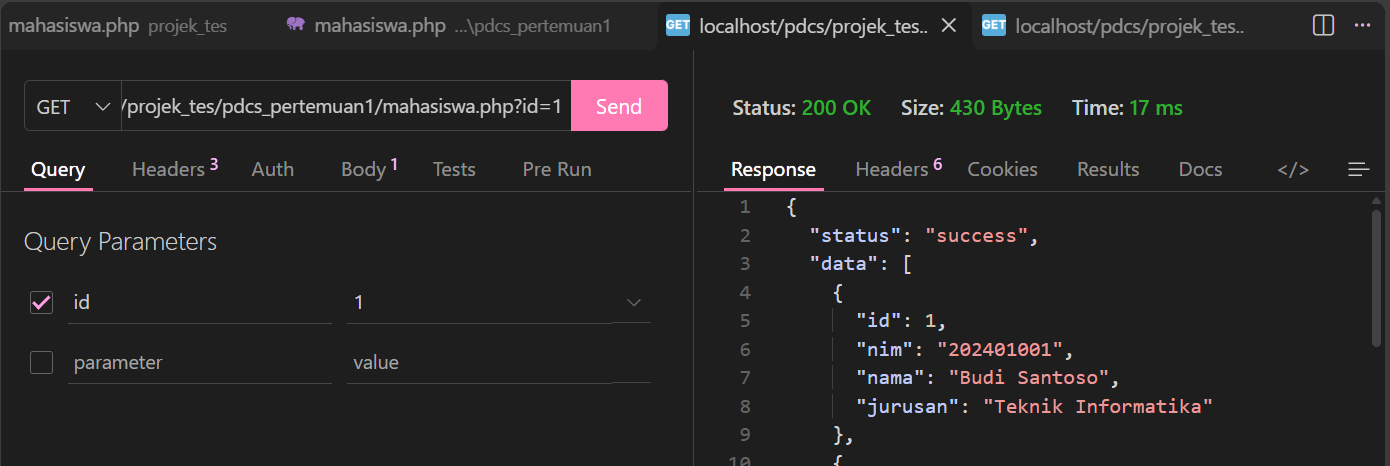 mahasiswa.php projek_tes
mahasiswa.php ...\pdcs_pertemuan1
GET localhost/pdcs/projek_tes..
GET localhost/pdcs/projek_tes..
GET /projek_tes/pdcs_pertemuan1/mahasiswa.php?id=1 Send
Query Headers 3 Auth Body 1 Tests Pre Run
Query Parameters
id 1
parameter value
Status: 200 OK Size: 430 Bytes Time: 17 ms
Response Headers 6 Cookies Results Docs </>
1 {
2 "status": "success",
3 "data": [
4 {
5 "id": 1,
6 "nim": "202401001",
7 "nama": "Budi Santoso",
8 "jurusan": "Teknik Informatika"
9 },
10 {